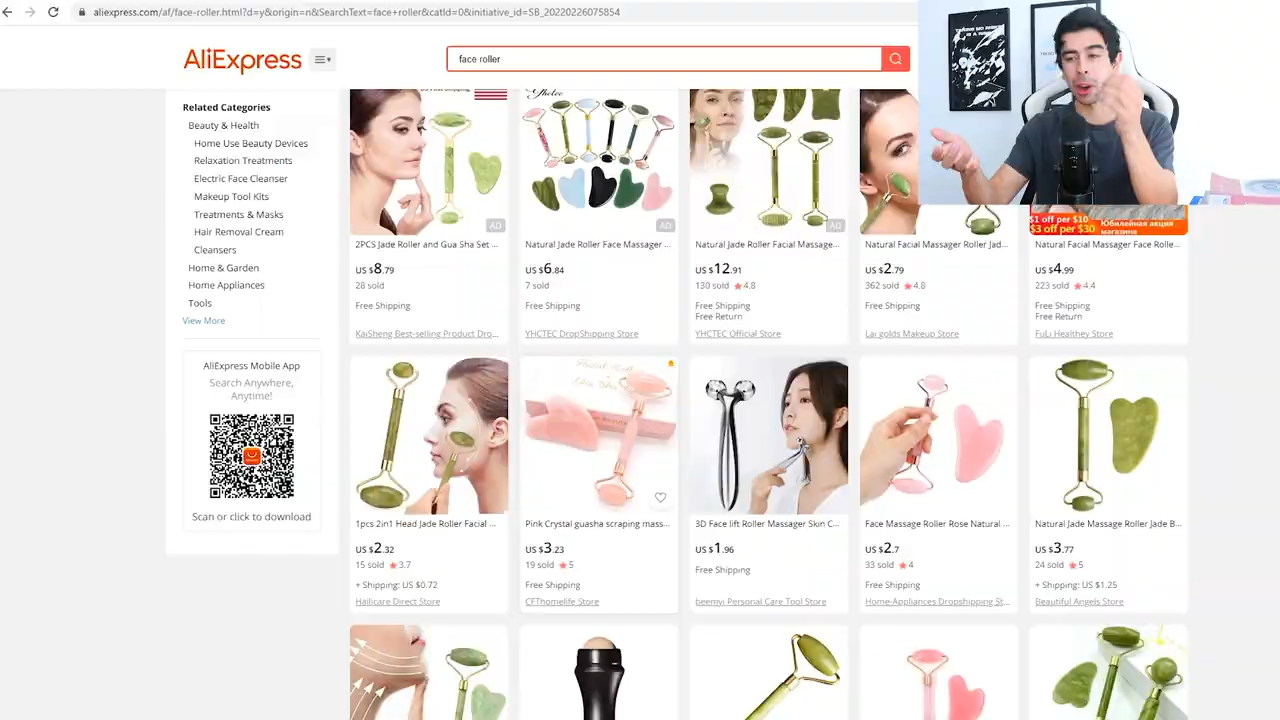 aliexpress.com/af/face-roller.html?d=y&origin=n&SearchText=face+roller&catId=0&initiative_id=SB_20220226075854
AliExpress
face roller
Related Categories
Beauty & Health
Home Use Beauty Devices
Relaxation Treatments
Electric Face Cleanser
Makeup Tool Kits
Treatments & Masks
Hair Removal Cream
Cleansers
Home & Garden
Home Appliances
Tools
View More
AliExpress Mobile App
Search Anywhere,
Anytime!
Scan or click to download
AD
2PCS Jade Roller and Gua Sha Set ...
US $8.79
28 sold
Free Shipping
KaiSheng Best-selling Product Dro...
AD
Natural Jade Roller Face Massager ...
US $6.84
7 sold
Free Shipping
YHCTEC DropShipping Store
AD
Natural Jade Roller Facial Massage...
US $12.91
130 sold 4.8
Free Shipping
Free Return
YHCTEC Official Store
Natural Facial Massager Roller Jad...
US $2.79
362 sold 4.8
Free Shipping
Lai golds Makeup Store
$1 off per $10
$3 off per $30
Юбилейная акция
магазина
Natural Facial Massager Face Rolle...
US $4.99
223 sold 4.4
Free Shipping
Free Return
FuLi Healthey Store
1pcs 2in1 Head Jade Roller Facial ...
US $2.32
15 sold 3.7
+ Shipping: US $0.72
Hailicare Direct Store
Pink Crystal guasha scraping mass...
US $3.23
19 sold 5
Free Shipping
CFThomelife Store
3D Face lift Roller Massager Skin C...
US $1.96
Free Shipping
beemyi Personal Care Tool Store
Face Massage Roller Rose Natural ...
US $2.7
33 sold 4
Free Shipping
Home-Appliances Dropshipping St...
Natural Jade Massage Roller Jade B...
US $3.77
24 sold 5
+ Shipping: US $1.25
Beautiful Angels Store